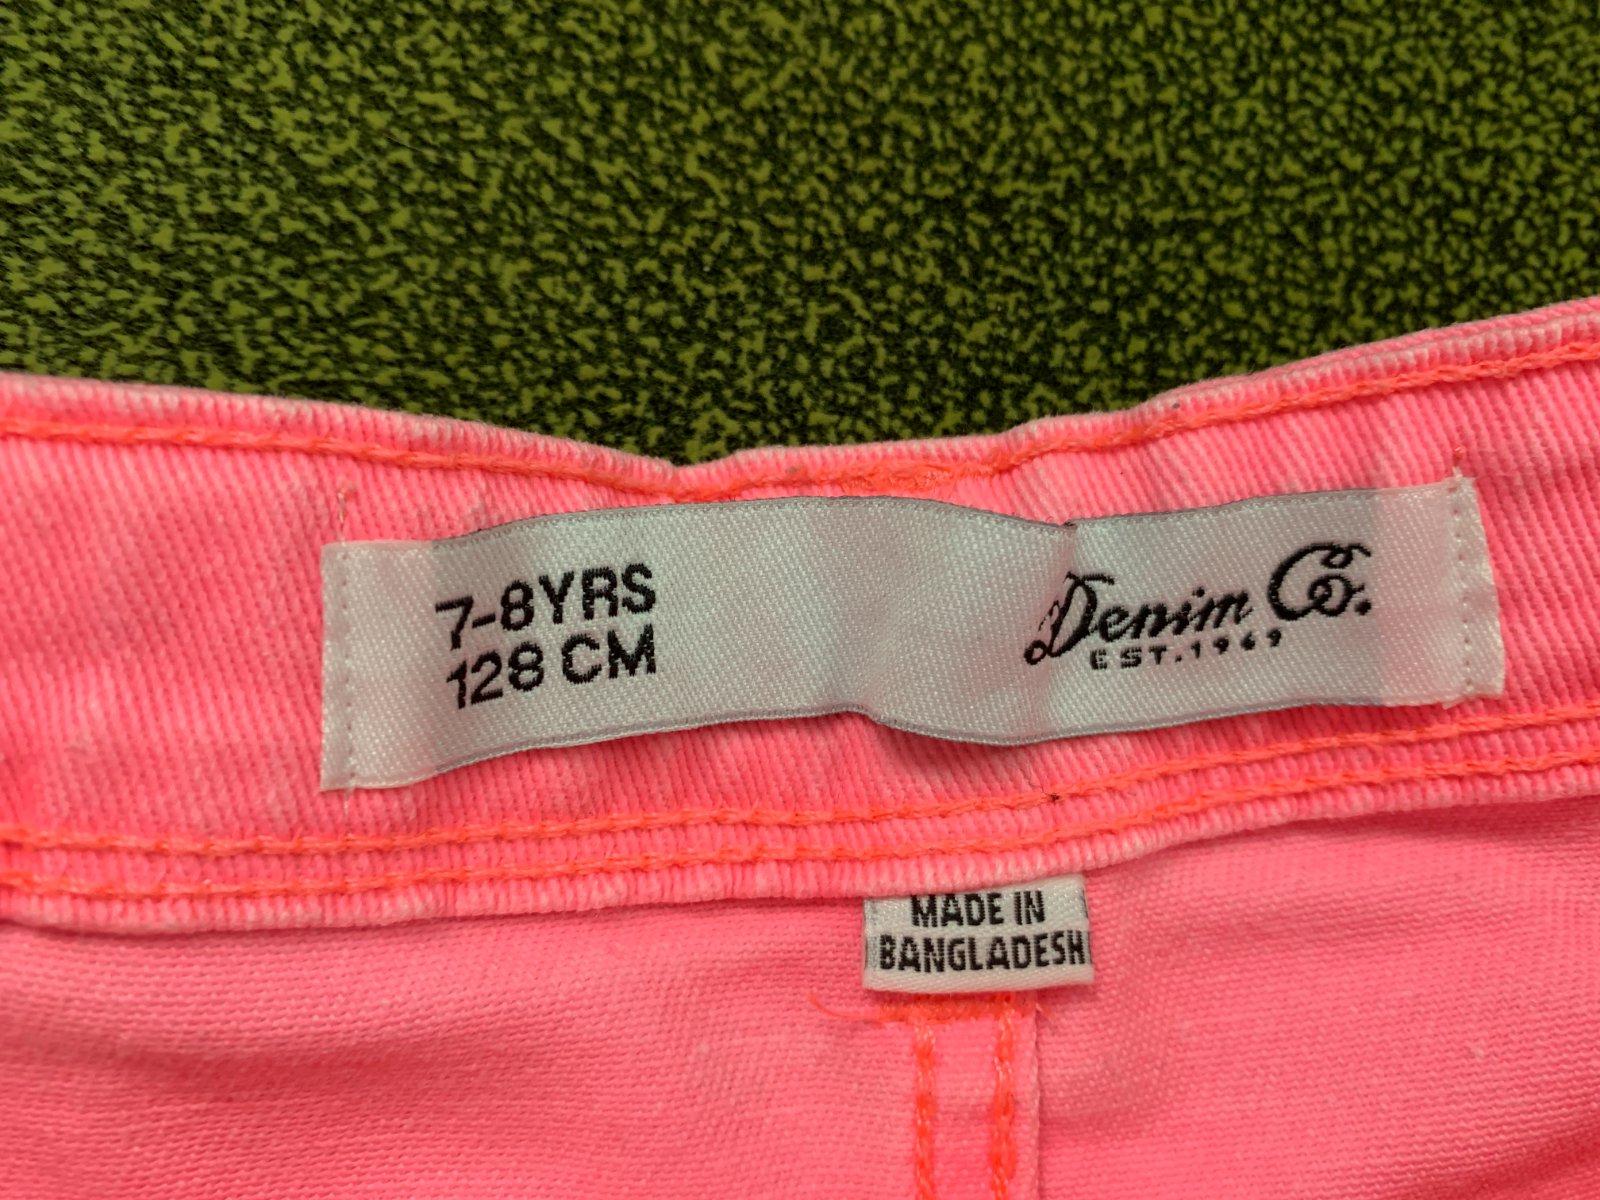 7-8YRS
128 CM
Denim Co.
EST.1969
MADE IN
BANGLADESH